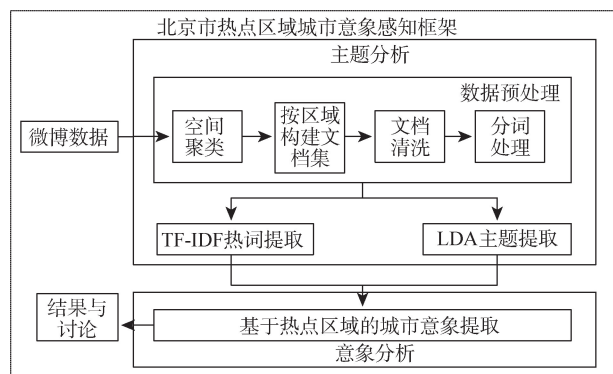 北京市热点区域城市意象感知框架
主题分析
数据预处理
微博数据
空间
聚类
按区域
构建文
档集
文档
清洗
分词
处理
TF-IDF热词提取
LDA主题提取
结果与
讨论
基于热点区域的城市意象提取
意象分析